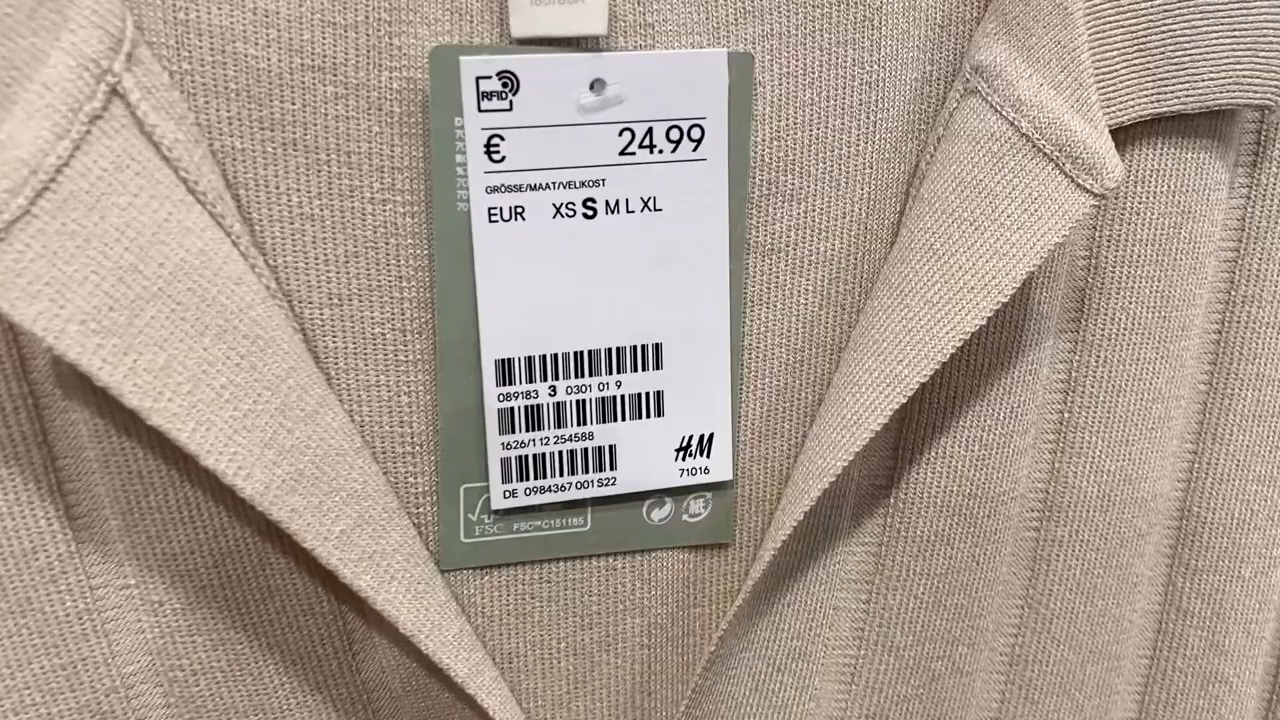 RFID
€ 24.99
GRÖSSE/MAAT/VELIKOST
EUR XS S M L XL
089183 3 0301 01 9
1626/1 12 254588
H&M
71016
DE 0984367 001 S22
FSC FSC™ C151185